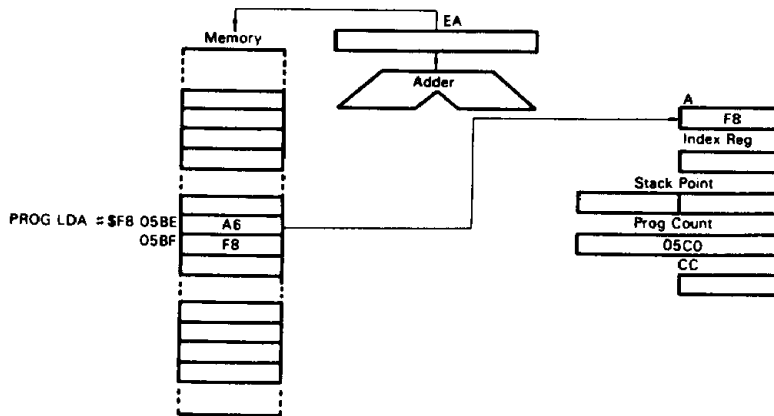 EA
Memory
Adder
A
F8
Index Reg
Stack Point
PROG LDA #$F8 05BE
A6
Prog Count
05BF
F8
05C0
CC